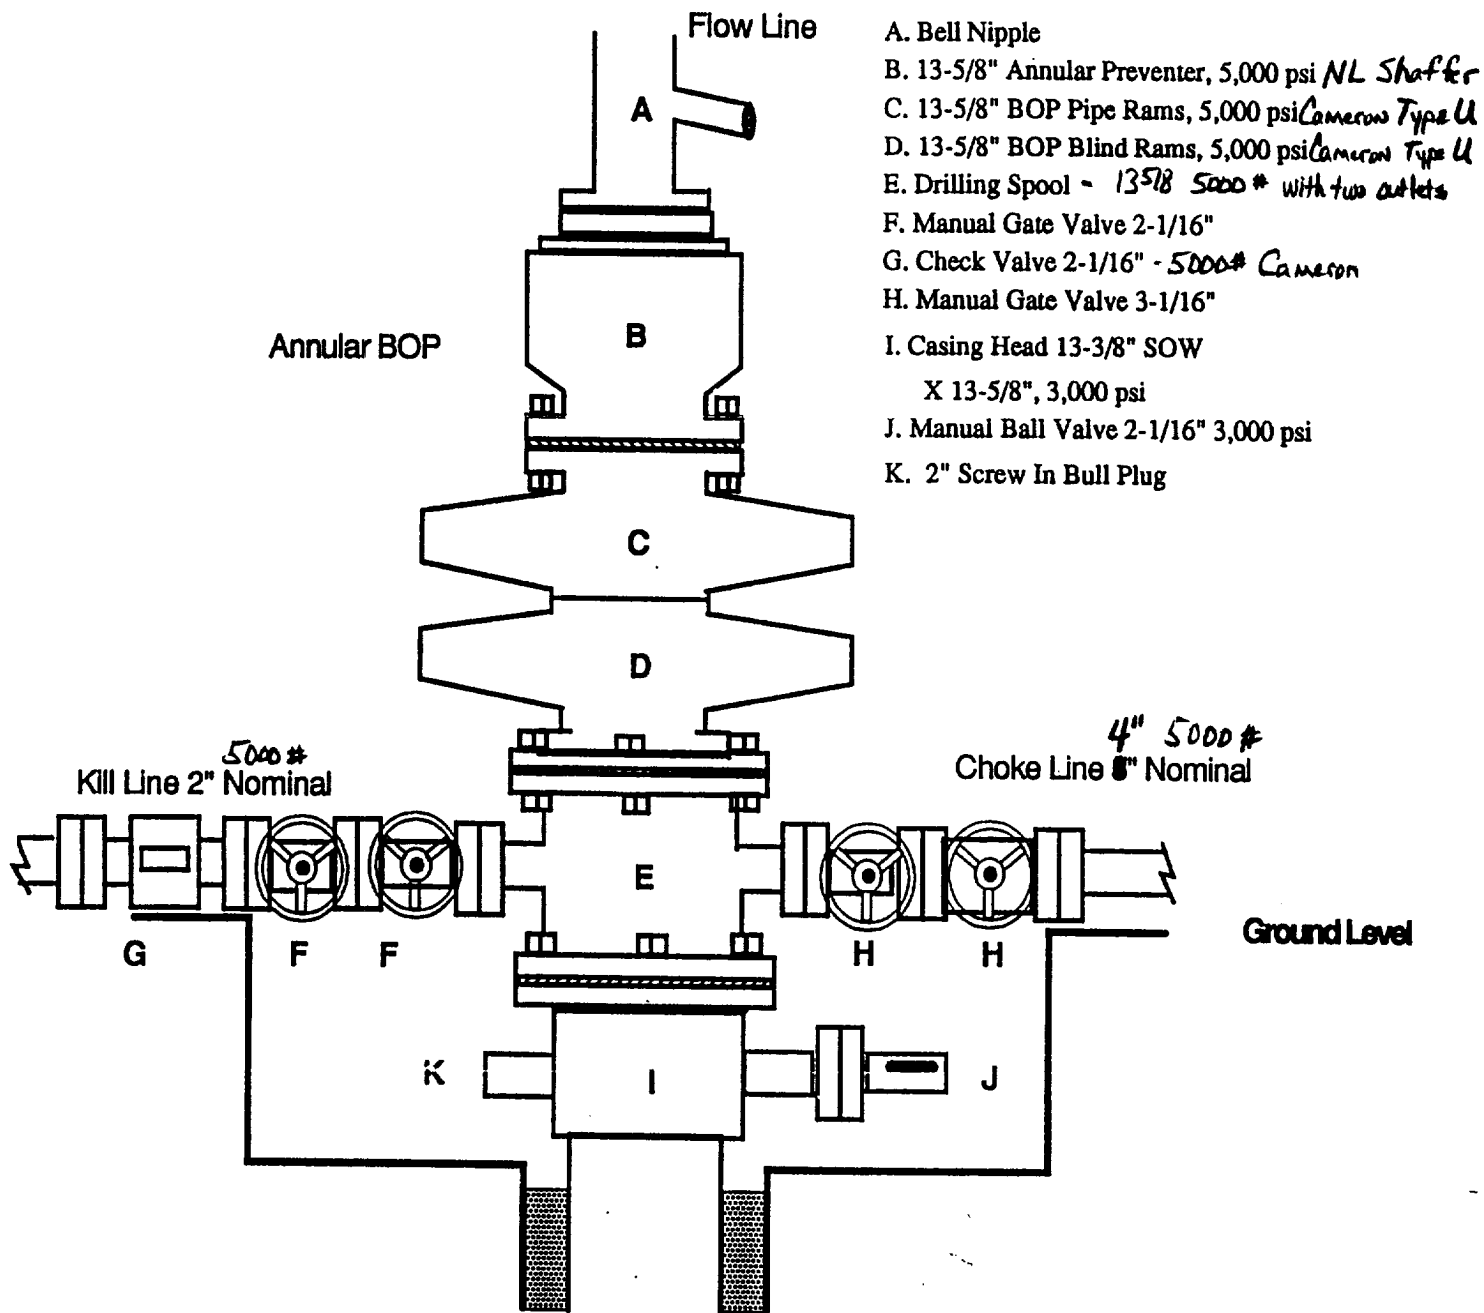 Flow Line
A. Bell Nipple
B. 13-5/8" Annular Preventer, 5,000 psi NL Shaffer
C. 13-5/8" BOP Pipe Rams, 5,000 psi Cameron Type U
D. 13-5/8" BOP Blind Rams, 5,000 psi Cameron Type U
E. Drilling Spool - 13 5/8 5000 # with two outlets
F. Manual Gate Valve 2-1/16"
G. Check Valve 2-1/16" - 5000# Cameron
H. Manual Gate Valve 3-1/16"
I. Casing Head 13-3/8" SOW
X 13-5/8", 3,000 psi
J. Manual Ball Valve 2-1/16" 3,000 psi
K. 2" Screw In Bull Plug
A
Annular BOP
B
C
D
5000 #
Kill Line 2" Nominal
4" 5000 #
Choke Line " Nominal
E
G
F
F
H
H
Ground Level
K
I
J